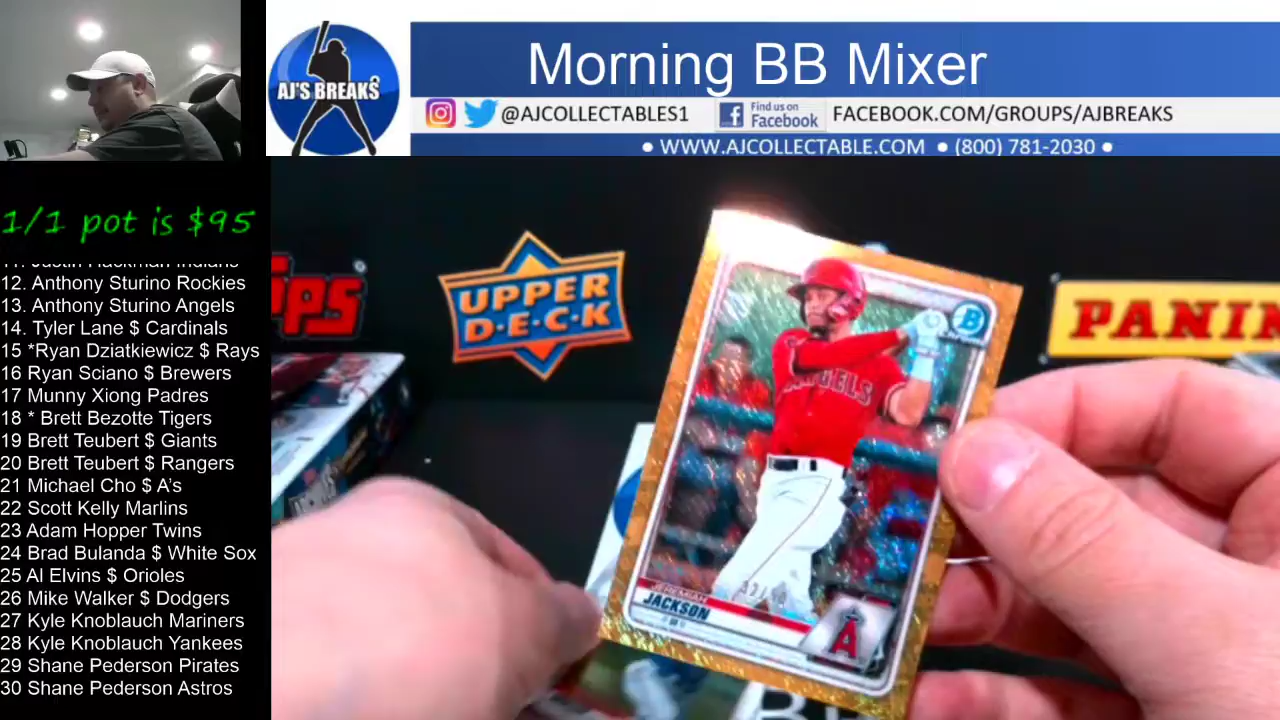 Morning BB Mixer
AJ'S BREAKS
@AJCOLLECTABLES1
Find us on
Facebook
FACEBOOK.COM/GROUPS/AJBREAKS
• WWW.AJCOLLECTABLE.COM • (800) 781-2030 •
1/1 pot is $95
12. Anthony Sturino Rockies
13. Anthony Sturino Angels
14. Tyler Lane $ Cardinals
15 *Ryan Dziatkiewicz $ Rays
16 Ryan Sciano $ Brewers
17 Munny Xiong Padres
18 * Brett Bezotte Tigers
19 Brett Teubert $ Giants
20 Brett Teubert $ Rangers
21 Michael Cho $ A's
22 Scott Kelly Marlins
23 Adam Hopper Twins
24 Brad Bulanda $ White Sox
25 Al Elvins $ Orioles
26 Mike Walker $ Dodgers
27 Kyle Knoblauch Mariners
28 Kyle Knoblauch Yankees
29 Shane Pederson Pirates
30 Shane Pederson Astros
UPPER
D·E·C·K
PANINI
B
ANGELS
JEREMIAH
JACKSON
A